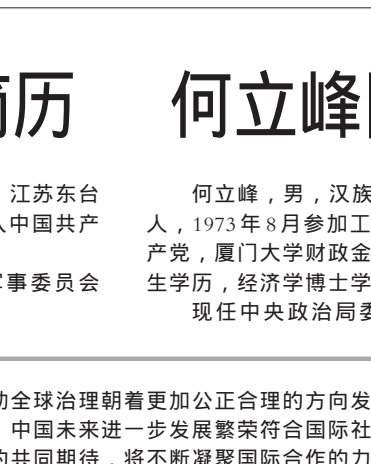 简历
江苏东台
入中国共产
军事委员会
何立峰
何立峰，男，汉族
人，1973年8月参加工
产党，厦门大学财政金
生学历，经济学博士学
现任中央政治局委
动全球治理朝着更加公正合理的方向发
中国未来进一步发展繁荣符合国际社
的共同期待，将不断凝聚国际合作的力